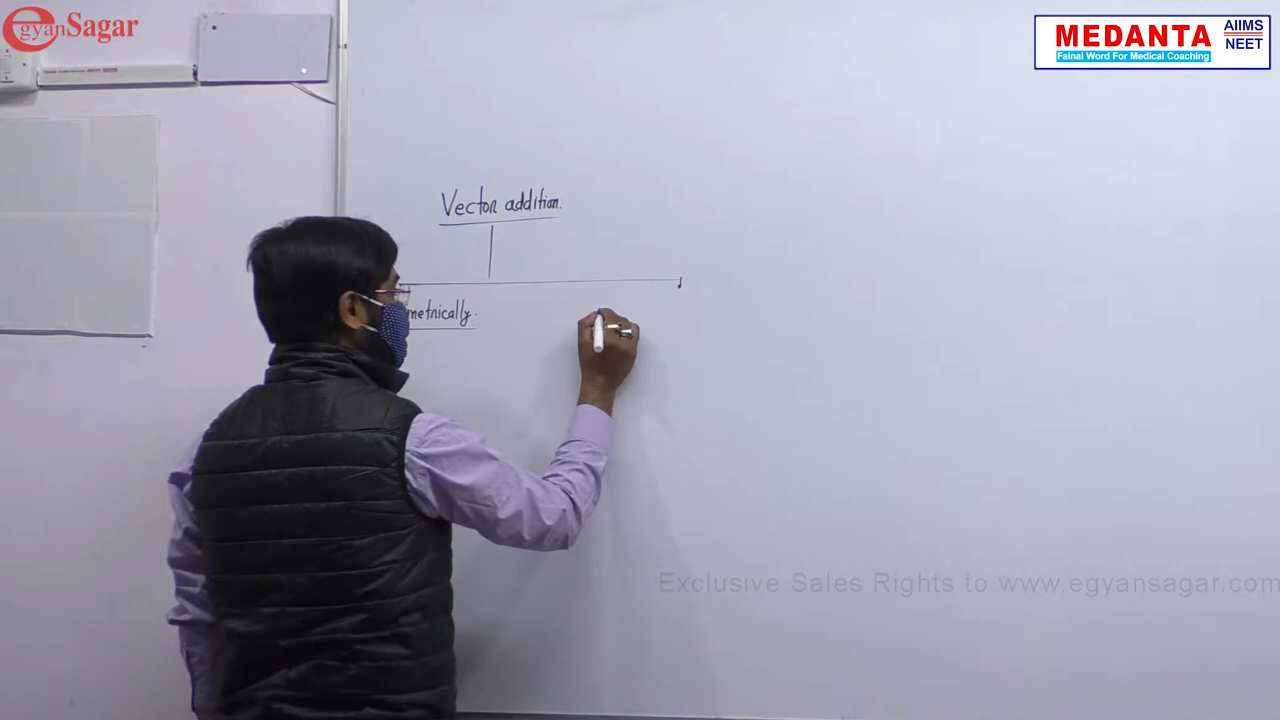 egyanSagar
MEDANTA
AIIMS
NEET
Fainal Word For Medical Coaching
Vector addition.
metrically.
Exclusive Sales Rights to www.egyansagar.com